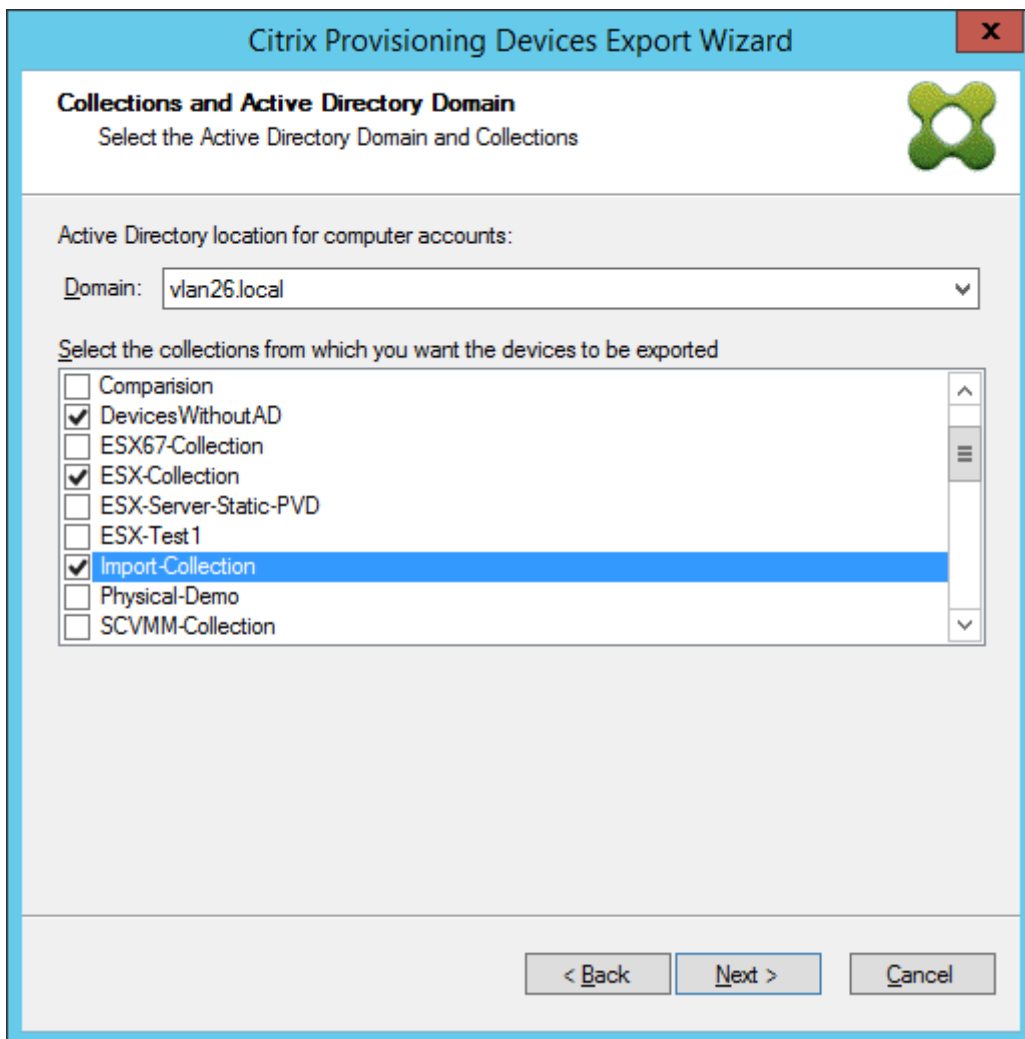 Citrix Provisioning Devices Export Wizard
x
Collections and Active Directory Domain
Select the Active Directory Domain and Collections
Active Directory location for computer accounts:
Domain: vlan26.local
Select the collections from which you want the devices to be exported
Comparision
DevicesWithoutAD
ESX67-Collection
ESX-Collection
ESX-Server-Static-PVD
ESX-Test1
Import-Collection
Physical-Demo
SCVMM-Collection
< Back Next > Cancel